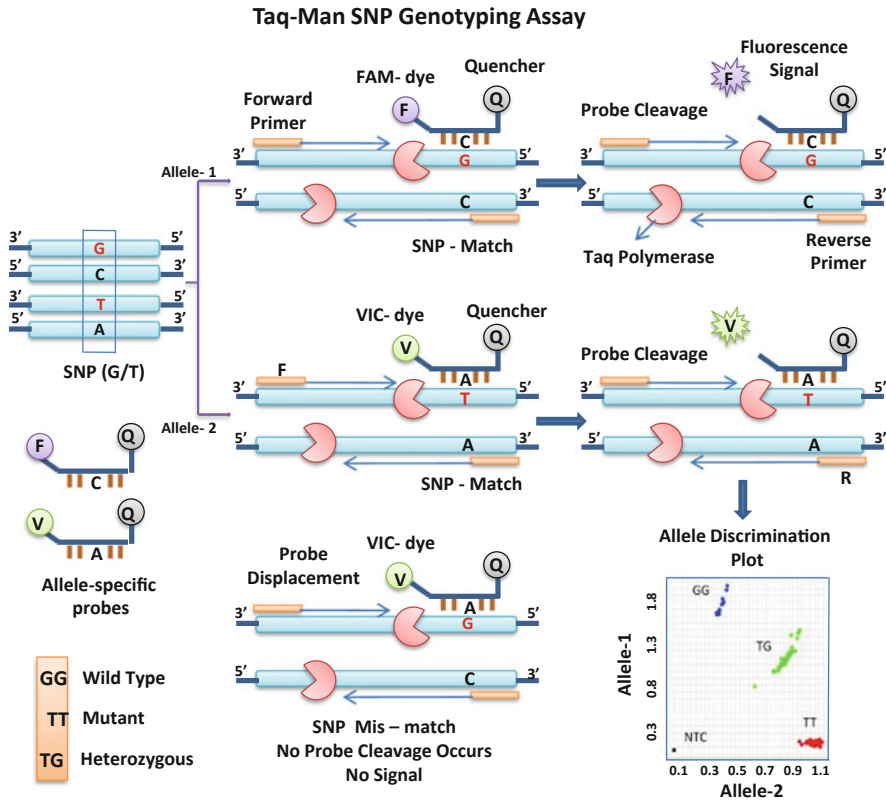 Taq-Man SNP Genotyping Assay
Forward
Primer
FAM- dye
Quencher
F
Q
C
3’
G
5’
Allele- 1
C
SNP - Match
Fluorescence
Signal
F
Probe Cleavage
Q
C
3’
G
5’
5’
C
3’
Taq Polymerase
Reverse
Primer
3’
G
5’
5’
C
3’
3’
T
5’
5’
A
3’
SNP (G/T)
Allele- 2
VIC- dye
Quencher
V
Q
F
A
3’
T
5’
5’
A
3’
SNP - Match
V
Probe Cleavage
Q
A
3’
T
5’
5’
A
3’
R
F
Q
C
V
Q
A
Allele-specific
probes
GG Wild Type
TT Mutant
TG Heterozygous
Probe
Displacement
VIC- dye
V
Q
A
3’
G
5’
5’
C
3’
SNP Mis – match
No Probe Cleavage Occurs
No Signal
Allele Discrimination
Plot
Allele-1
1.8
1.3
0.8
0.3
GG
TG
TT
NTC
0.1 0.3 0.5 0.7 0.9 1.1
Allele-2